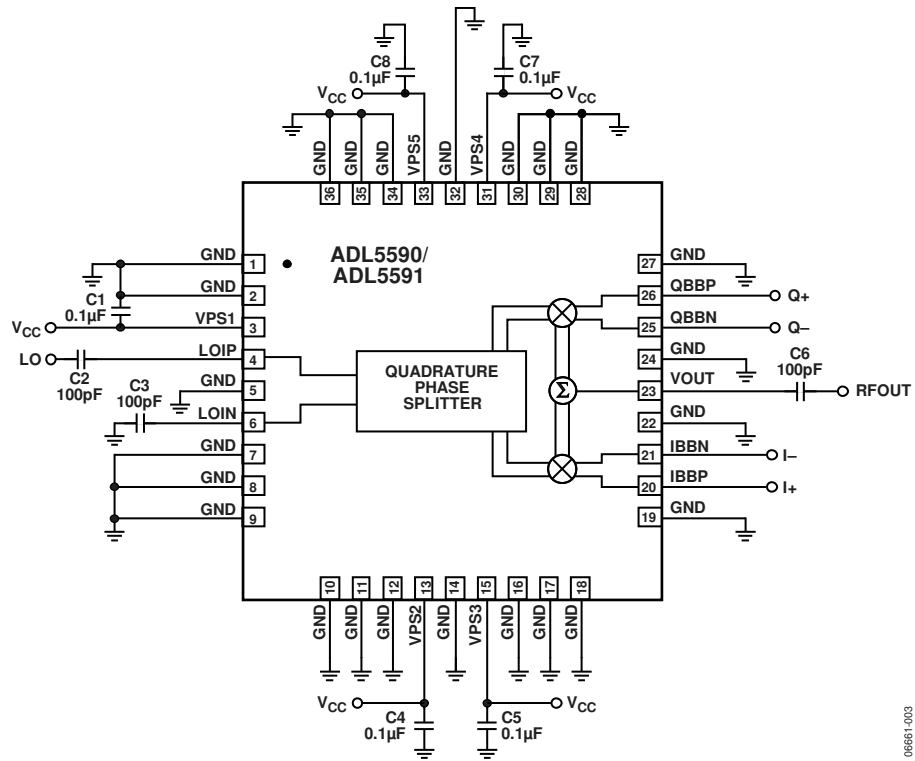 C8
0.1µF
C7
0.1µF
VCC
VCC
GND
GND
GND
VPS5
GND
VPS4
GND
GND
GND
36
35
34
33
32
31
30
29
28
ADL5590/
ADL5591
GND
1
GND
2
C1
0.1µF
VCC
VPS1
3
LO
C2
100pF
LOIP
4
GND
5
C3
100pF
LOIN
6
GND
7
GND
8
GND
9
QUADRATURE
PHASE
SPLITTER
Σ
27
GND
26
QBBP
Q+
25
QBBN
Q–
24
GND
23
VOUT
C6
100pF
RFOUT
22
GND
21
IBBN
I–
20
IBBP
I+
19
GND
10
11
12
13
14
15
16
17
18
GND
GND
GND
VPS2
GND
VPS3
GND
GND
GND
VCC
C4
0.1µF
C5
0.1µF
VCC
06661-003